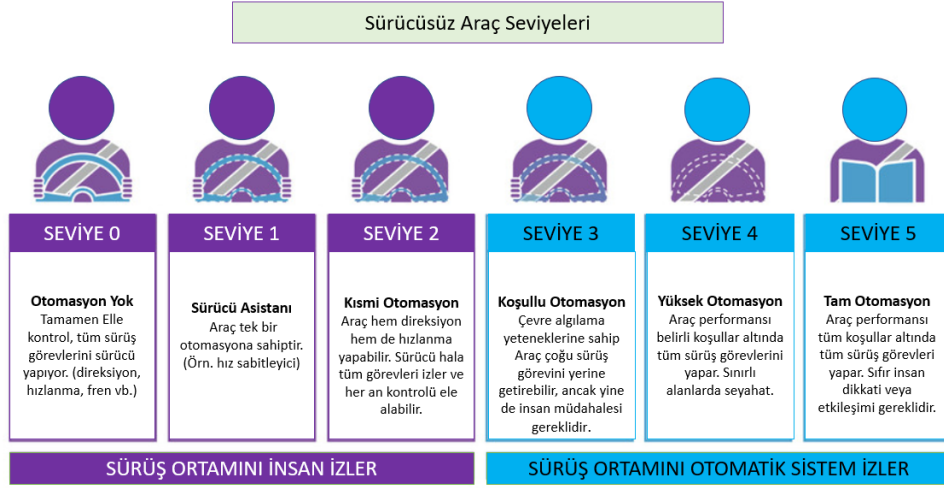 Sürücüsüz Araç Seviyeleri
SEVİYE 0
Otomasyon Yok
Tamamen Elle
kontrol, tüm sürüş
görevlerini sürücü
yapıyor. (direksiyon,
hızlanma, fren vb.)
SEVİYE 1
Sürücü Asistanı
Araç tek bir
otomasyona sahiptir.
(Örn. hız sabitleyici)
SEVİYE 2
Kısmi Otomasyon
Araç hem direksiyon
hem de hızlanma
yapabilir. Sürücü hala
tüm görevleri izler ve
her an kontrolü ele
alabilir.
SEVİYE 3
Koşullu Otomasyon
Çevre algılama
yeteneklerine sahip
Araç çoğu sürüş
görevini yerine
getirebilir, ancak yine
de insan müdahalesi
gereklidir.
SEVİYE 4
Yüksek Otomasyon
Araç performansı
belirli koşullar altında
tüm sürüş görevlerini
yapar. Sınırlı
alanlarda seyahat.
SEVİYE 5
Tam Otomasyon
Araç performansı
tüm koşullar altında
tüm sürüş görevleri
yapar. Sıfır insan
dikkati veya
etkileşimi gereklidir.
SÜRÜŞ ORTAMINI İNSAN İZLER
SÜRÜŞ ORTAMINI OTOMATİK SİSTEM İZLER